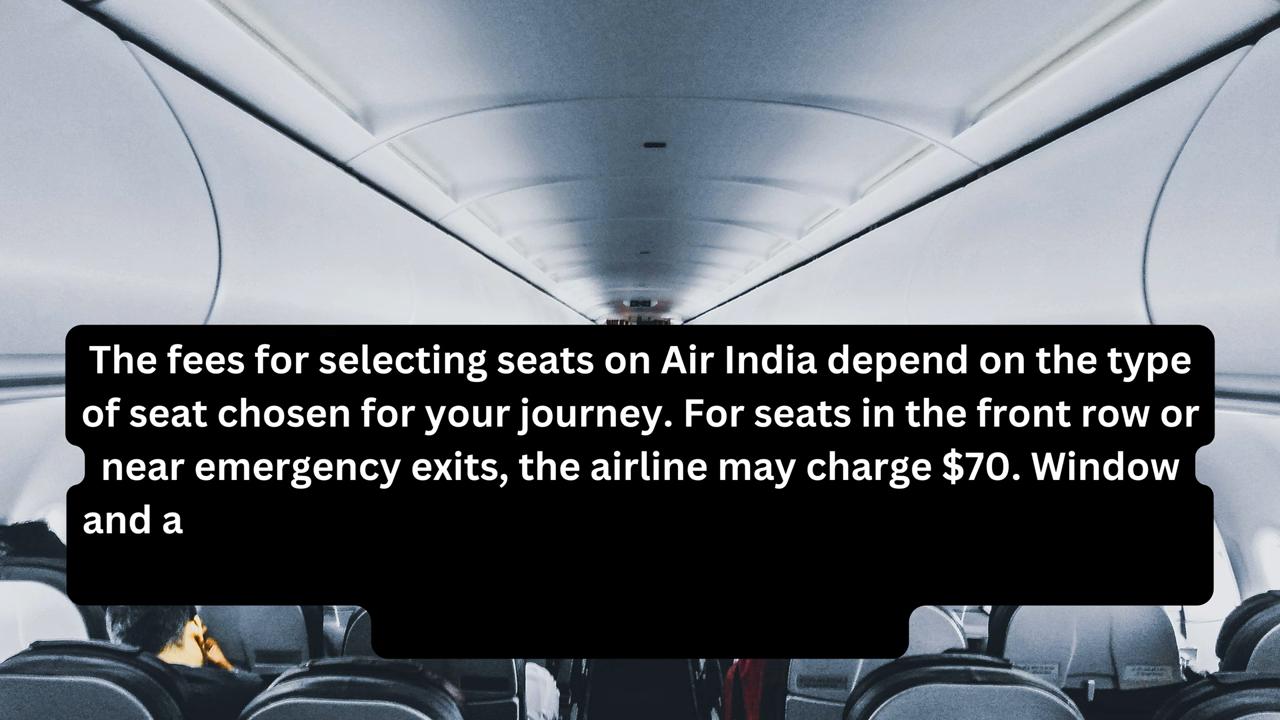 The fees for selecting seats on Air India depend on the type
of seat chosen for your journey. For seats in the front row or
near emergency exits, the airline may charge $70. Window
and a